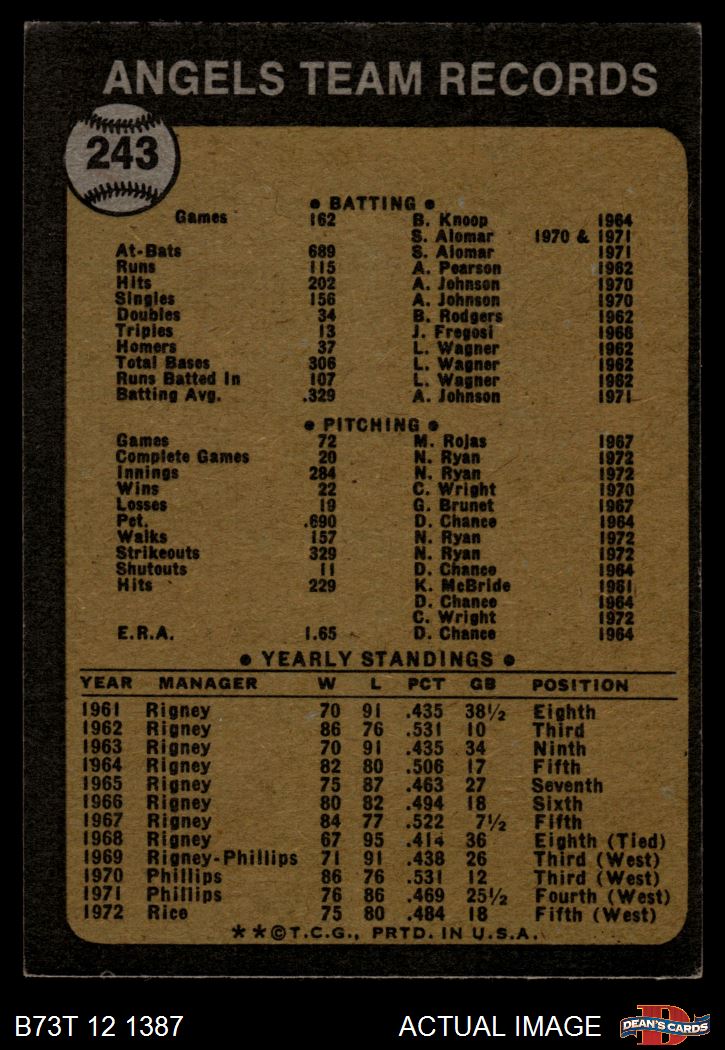 ANGELS TEAM RECORDS
243
• BATTING •
Games 162 B. Knoop 1964
S. Alomar 1970 & 1971
At-Bats 689 S. Alomar 1971
Runs 115 A. Pearson 1962
Hits 202 A. Johnson 1970
Singles 156 A. Johnson 1970
Doubles 34 B. Rodgers 1962
Triples 13 J. Fregosi 1968
Homers 37 L. Wagner 1962
Total Bases 306 L. Wagner 1962
Runs Batted In 107 L. Wagner 1962
Batting Avg. .329 A. Johnson 1971
• PITCHING •
Games 72 M. Rojas 1967
Complete Games 20 N. Ryan 1972
Innings 284 N. Ryan 1972
Wins 22 C. Wright 1970
Losses 19 G. Brunet 1967
Pct. .690 D. Chance 1964
Walks 157 N. Ryan 1972
Strikeouts 329 N. Ryan 1972
Shutouts 11 D. Chance 1964
Hits 229 K. McBride 1961
D. Chance 1964
C. Wright 1972
E.R.A. 1.65 D. Chance 1964
• YEARLY STANDINGS •
YEAR MANAGER W L PCT GB POSITION
1961 Rigney 70 91 .435 38½ Eighth
1962 Rigney 86 76 .531 10 Third
1963 Rigney 70 91 .435 34 Ninth
1964 Rigney 82 80 .506 17 Fifth
1965 Rigney 75 87 .463 27 Seventh
1966 Rigney 80 82 .494 18 Sixth
1967 Rigney 84 77 .522 7½ Fifth
1968 Rigney 67 95 .414 36 Eighth (Tied)
1969 Rigney-Phillips 71 91 .438 26 Third (West)
1970 Phillips 86 76 .531 12 Third (West)
1971 Phillips 76 86 .469 25½ Fourth (West)
1972 Rice 75 80 .484 18 Fifth (West)
**©T.C.G., PRTD. IN U.S.A.
B73T 12 1387 ACTUAL IMAGE D DEAN'S CARDS